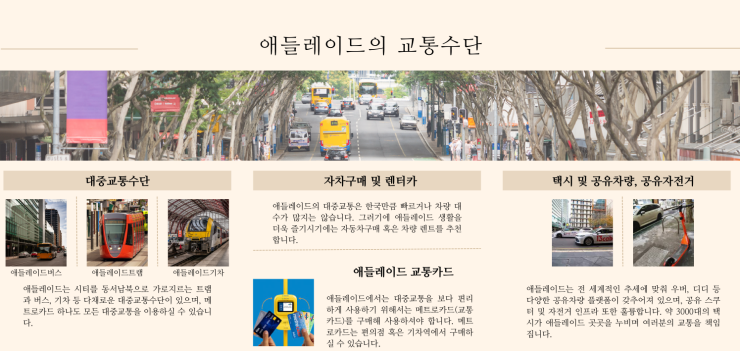 애들레이드의 교통수단
대중교통수단
애들레이드버스
애들레이드트램
애들레이드기차
애들레이드는 시티를 동서남북으로 가로지르는 트램
과 버스, 기차 등 다채로운 대중교통수단이 있으며, 메
트로카드 하나로 모든 대중교통을 이용하실 수 있습니
다.
자차구매 및 렌터카
애들레이드의 대중교통은 한국만큼 빠르거나 차량 대
수가 많지는 않습니다. 그러기에 애들레이드 생활을
더욱 즐기시기에는 자동차구매 혹은 차량 렌트를 추천
합니다.
애들레이드 교통카드
애들레이드에서는 대중교통을 보다 편리
하게 사용하기 위해서는 메트로카드(교통
카드)를 구매해 사용하셔야 합니다. 메트
로카드는 편의점 혹은 기차역에서 구매하
실 수 있습니다.
택시 및 공유차량, 공유자전거
애들레이드는 전 세계적인 추세에 맞춰 우버, 디디 등
다양한 공유차량 플랫폼이 갖추어져 있으며, 공유 스쿠
터 및 자전거 인프라 또한 훌륭합니다. 약 3000대의 택
시가 애들레이드 곳곳을 누비며 여러분의 교통을 책임
집니다.